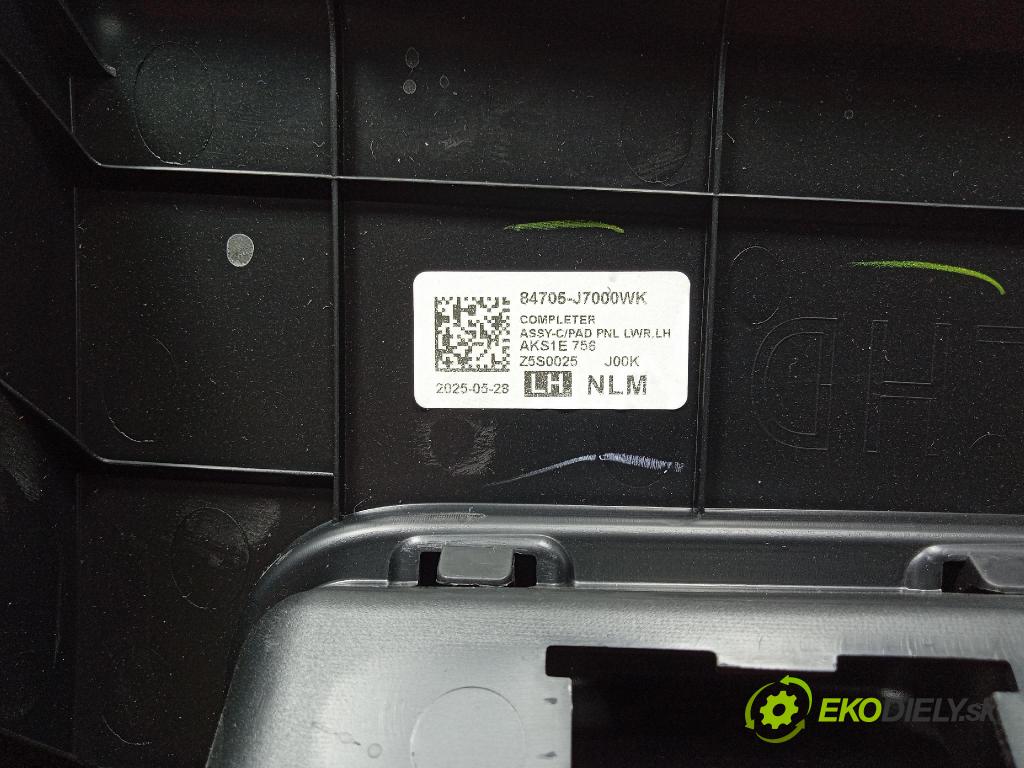 84705-J7000WK
COMPLETER
ASSY-C/PAD PNL LWR,LH
AKS1E 756
Z5S0025 J00K
2025-05-28 LH NLM
LHD
EKODIELY.sk